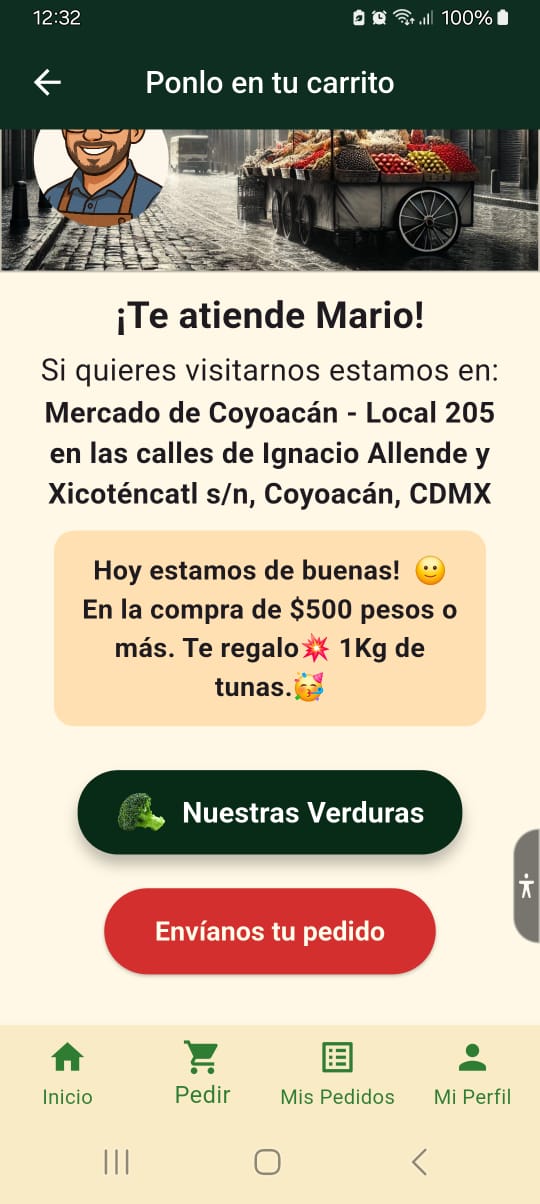 12:32
100%
Ponlo en tu carrito
¡Te atiende Mario!
Si quieres visitarnos estamos en:
Mercado de Coyoacán - Local 205
en las calles de Ignacio Allende y
Xicoténcatl s/n, Coyoacán, CDMX
Hoy estamos de buenas! 🙂
En la compra de $500 pesos o
más. Te regalo💥 1Kg de
tunas.🥳
Nuestras Verduras
Envíanos tu pedido
Inicio
Pedir
Mis Pedidos
Mi Perfil